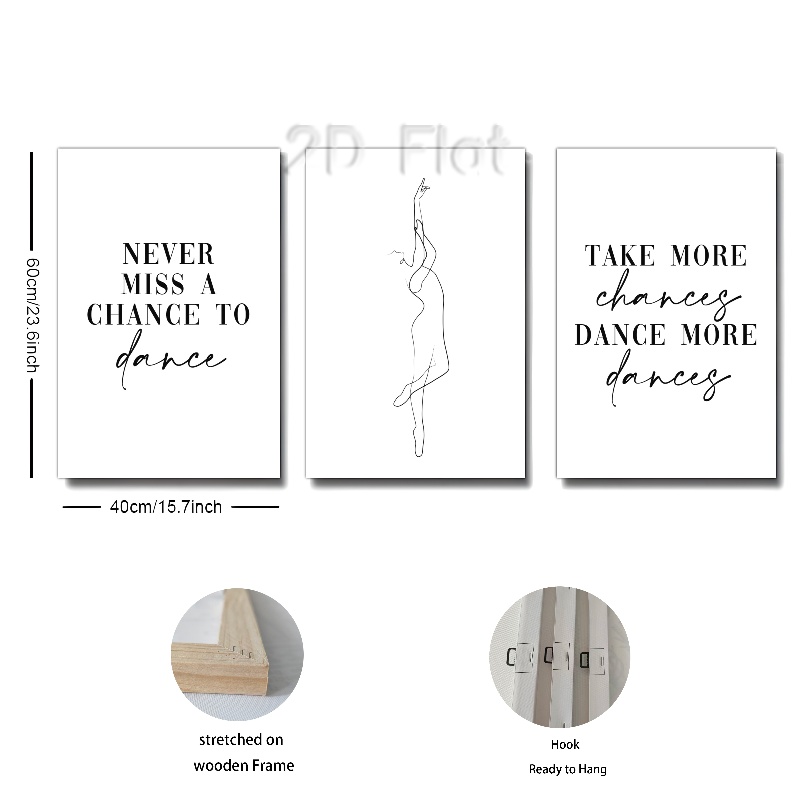 2D Flat
NEVER
MISS A
CHANCE TO
dance
TAKE MORE
chances
DANCE MORE
dances
60cm/23.6inch
40cm/15.7inch
stretched on
wooden Frame
Hook
Ready to Hang